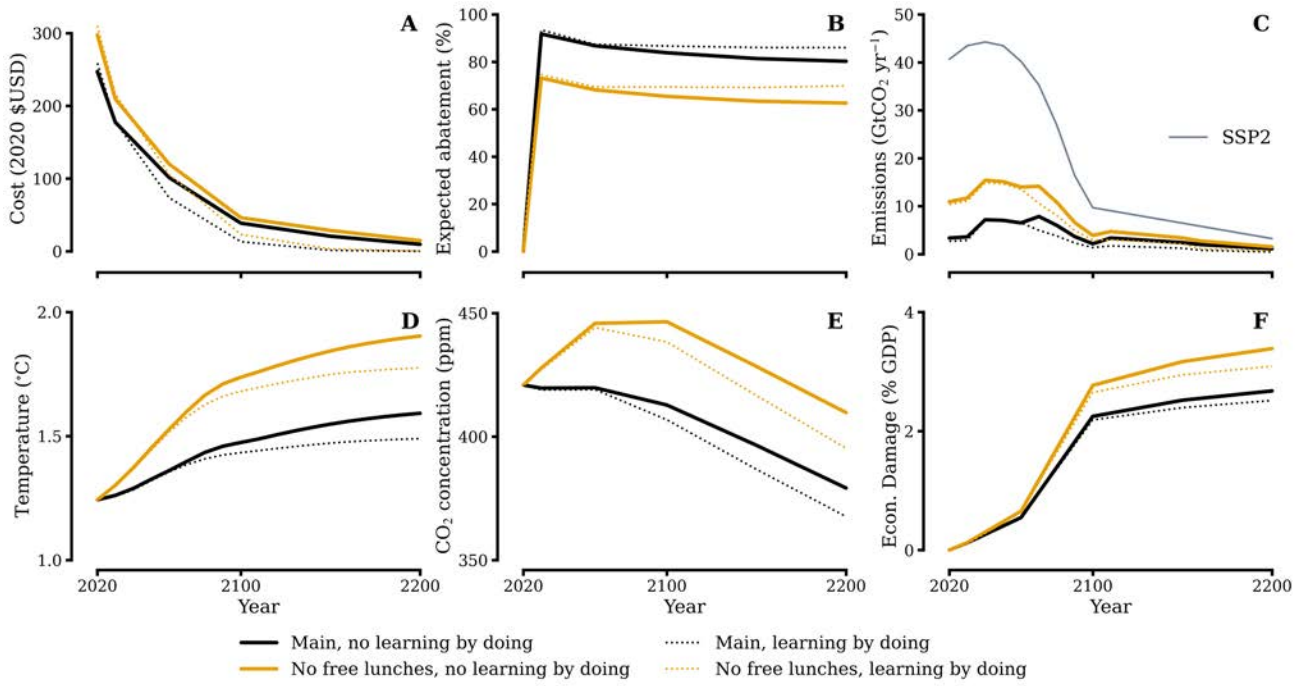 A
B
C
Cost (2020 $USD)
300
200
100
0
Expected abatement (%)
100
80
60
40
20
0
Emissions (GtCO₂ yr⁻¹)
50
40
30
20
10
0
SSP2
D
E
F
Temperature (°C)
2.0
1.5
1.0
CO₂ concentration (ppm)
450
400
350
Econ. Damage (% GDP)
4
2
0
2020 2100 2200
Year
2020 2100 2200
Year
2020 2100 2200
Year
Main, no learning by doing
Main, learning by doing
No free lunches, no learning by doing
No free lunches, learning by doing